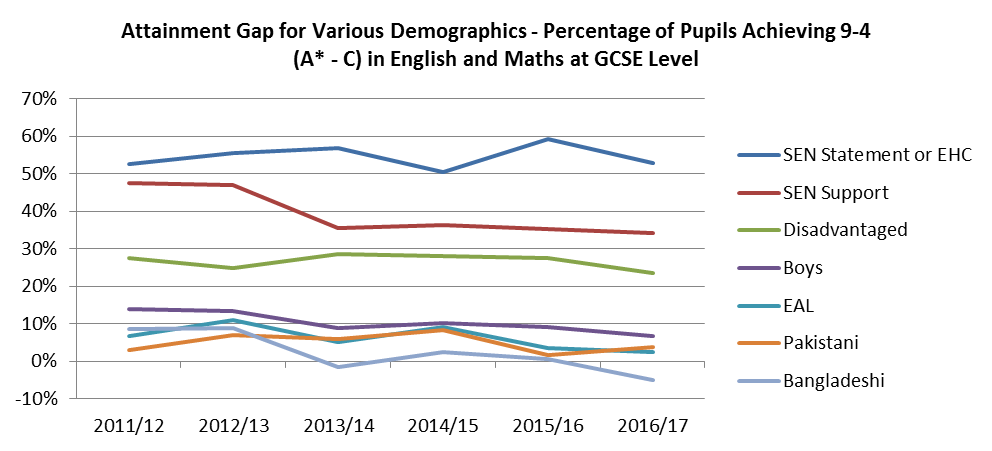 Attainment Gap for Various Demographics - Percentage of Pupils Achieving 9-4
(A* - C) in English and Maths at GCSE Level
70%
60%
50%
40%
30%
20%
10%
0%
-10%
2011/12 2012/13 2013/14 2014/15 2015/16 2016/17
SEN Statement or EHC
SEN Support
Disadvantaged
Boys
EAL
Pakistani
Bangladeshi